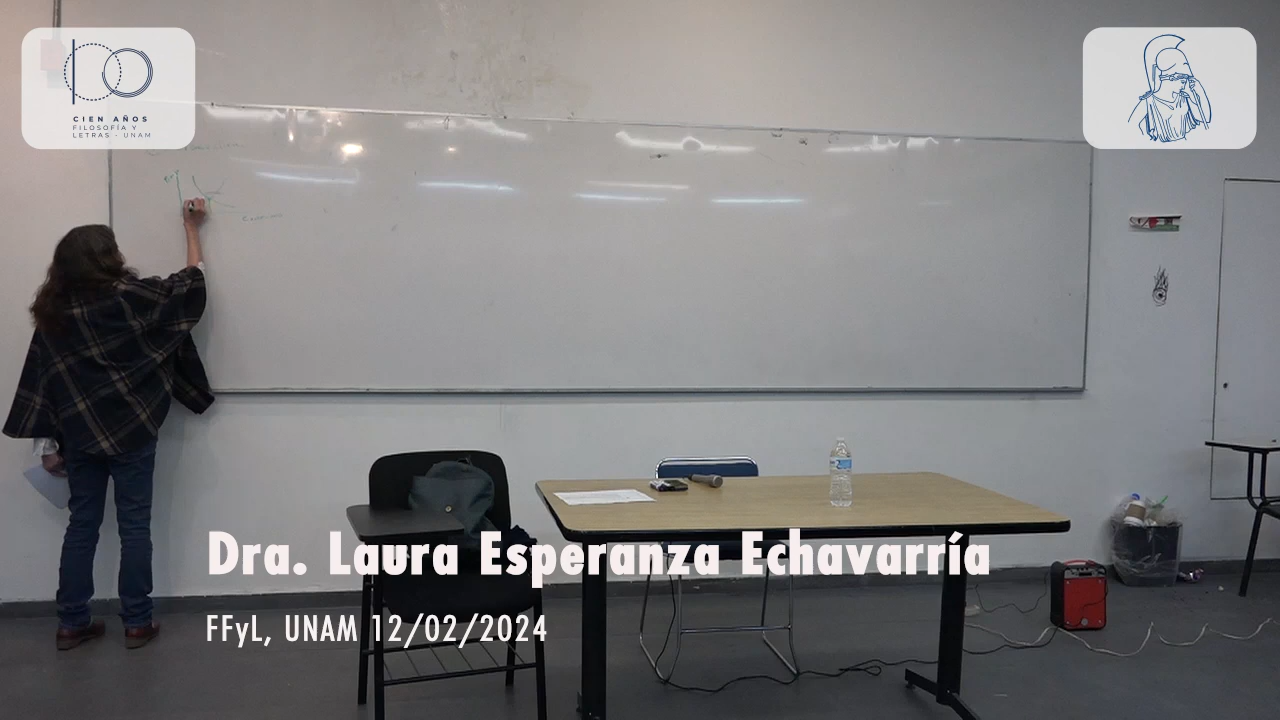 CIEN AÑOS
FILOSOFÍA Y
LETRAS - UNAM
Dra. Laura Esperanza Echavarría
FFyL, UNAM 12/02/2024